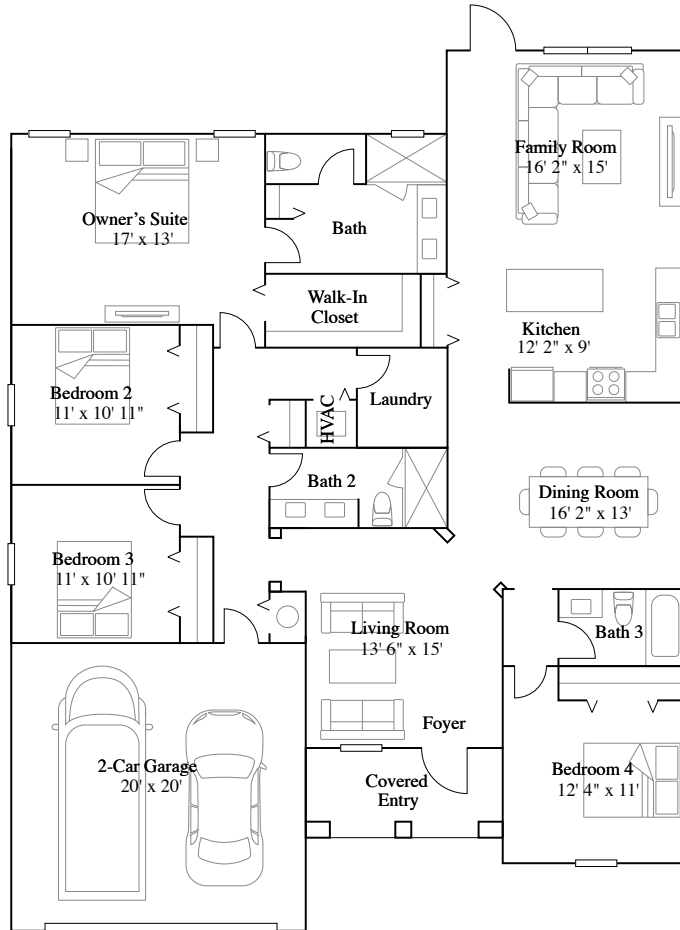 Family Room
16' 2" x 15'
Owner’s Suite
17' x 13'
Bath
Walk-In
Closet
Kitchen
12' 2" x 9'
Bedroom 2
11' x 10' 11"
Laundry
HVAC
Bath 2
Dining Room
16' 2" x 13'
Bedroom 3
11' x 10' 11"
Living Room
13' 6" x 15'
Bath 3
Foyer
2-Car Garage
20' x 20'
Covered
Entry
Bedroom 4
12' 4" x 11'